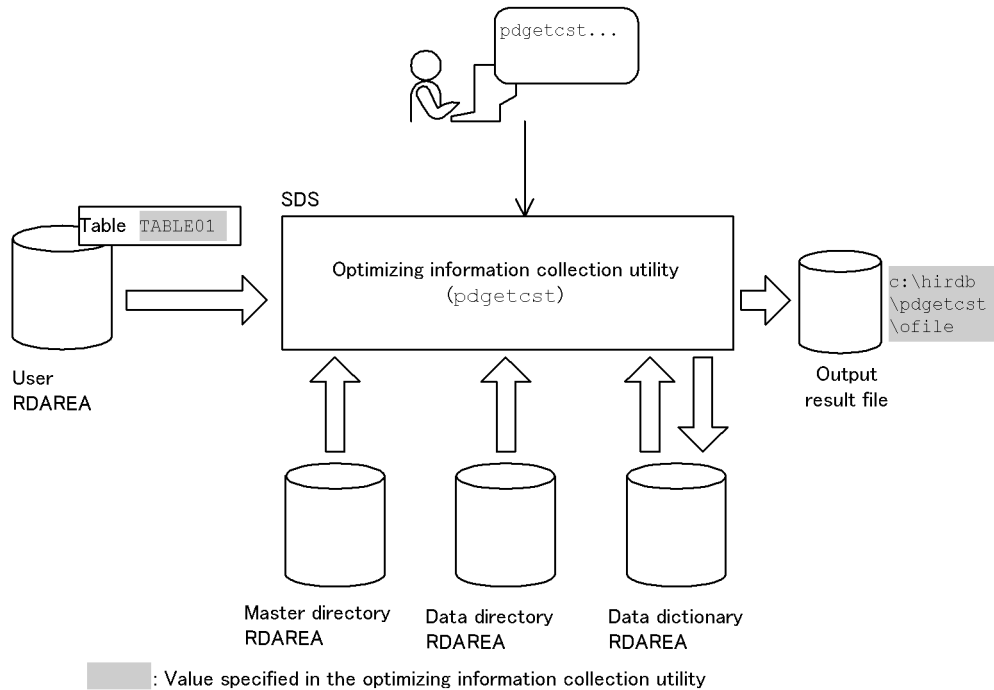 pdgetcst...
SDS
Table TABLE01
Optimizing information collection utility
(pdgetcst)
c:\hirdb
\pdgetcst
\ofile
User
RDAREA
Output
result file
Master directory
RDAREA
Data directory
RDAREA
Data dictionary
RDAREA
: Value specified in the optimizing information collection utility